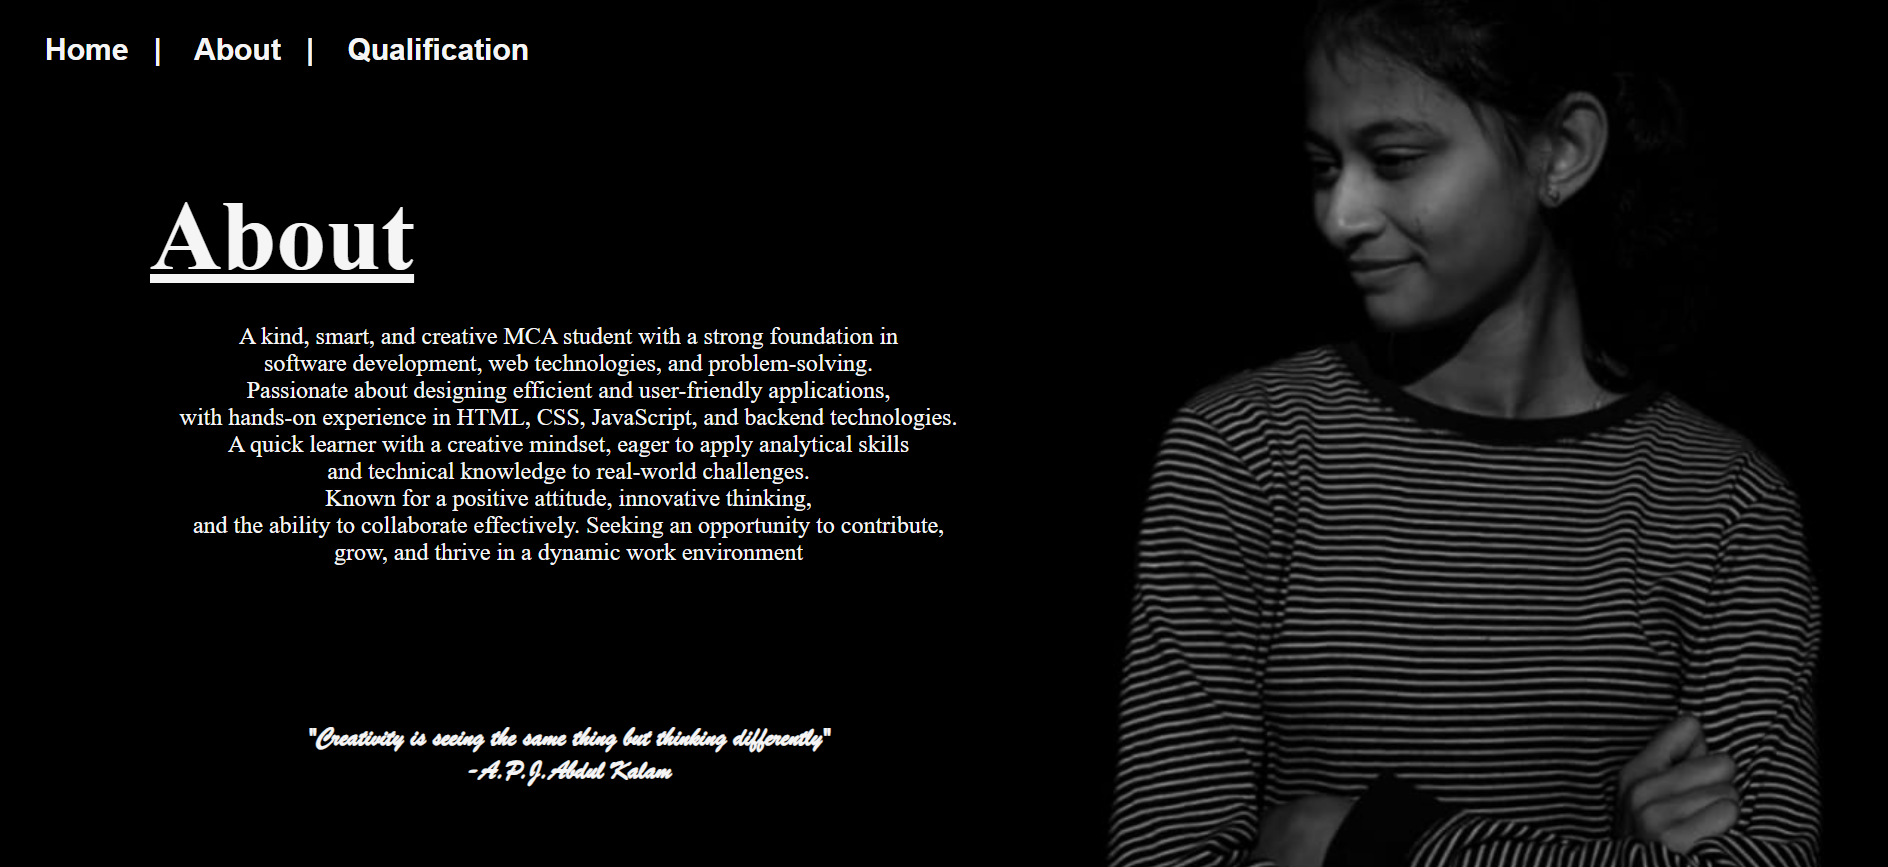 Home | About | Qualification
About
A kind, smart, and creative MCA student with a strong foundation in
software development, web technologies, and problem-solving.
Passionate about designing efficient and user-friendly applications,
with hands-on experience in HTML, CSS, JavaScript, and backend technologies.
A quick learner with a creative mindset, eager to apply analytical skills
and technical knowledge to real-world challenges.
Known for a positive attitude, innovative thinking,
and the ability to collaborate effectively. Seeking an opportunity to contribute,
grow, and thrive in a dynamic work environment
"Creativity is seeing the same thing but thinking differently"
-A.P.J.Abdul Kalam